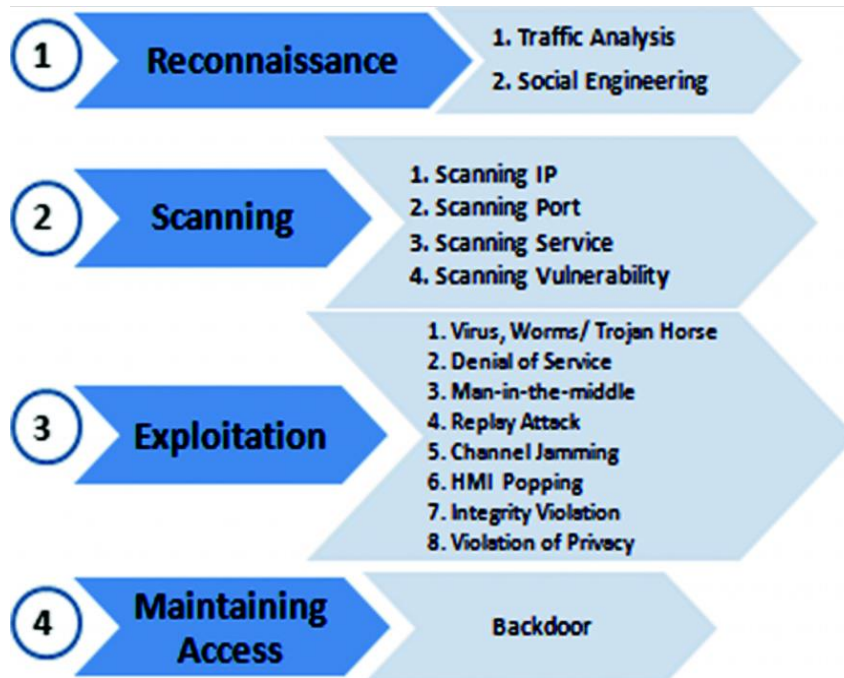 1
Reconnaissance
1. Traffic Analysis
2. Social Engineering
2
Scanning
1. Scanning IP
2. Scanning Port
3. Scanning Service
4. Scanning Vulnerability
3
Exploitation
1. Virus, Worms/ Trojan Horse
2. Denial of Service
3. Man-in-the-middle
4. Replay Attack
5. Channel Jamming
6. HMI Popping
7. Integrity Violation
8. Violation of Privacy
4
Maintaining
Access
Backdoor